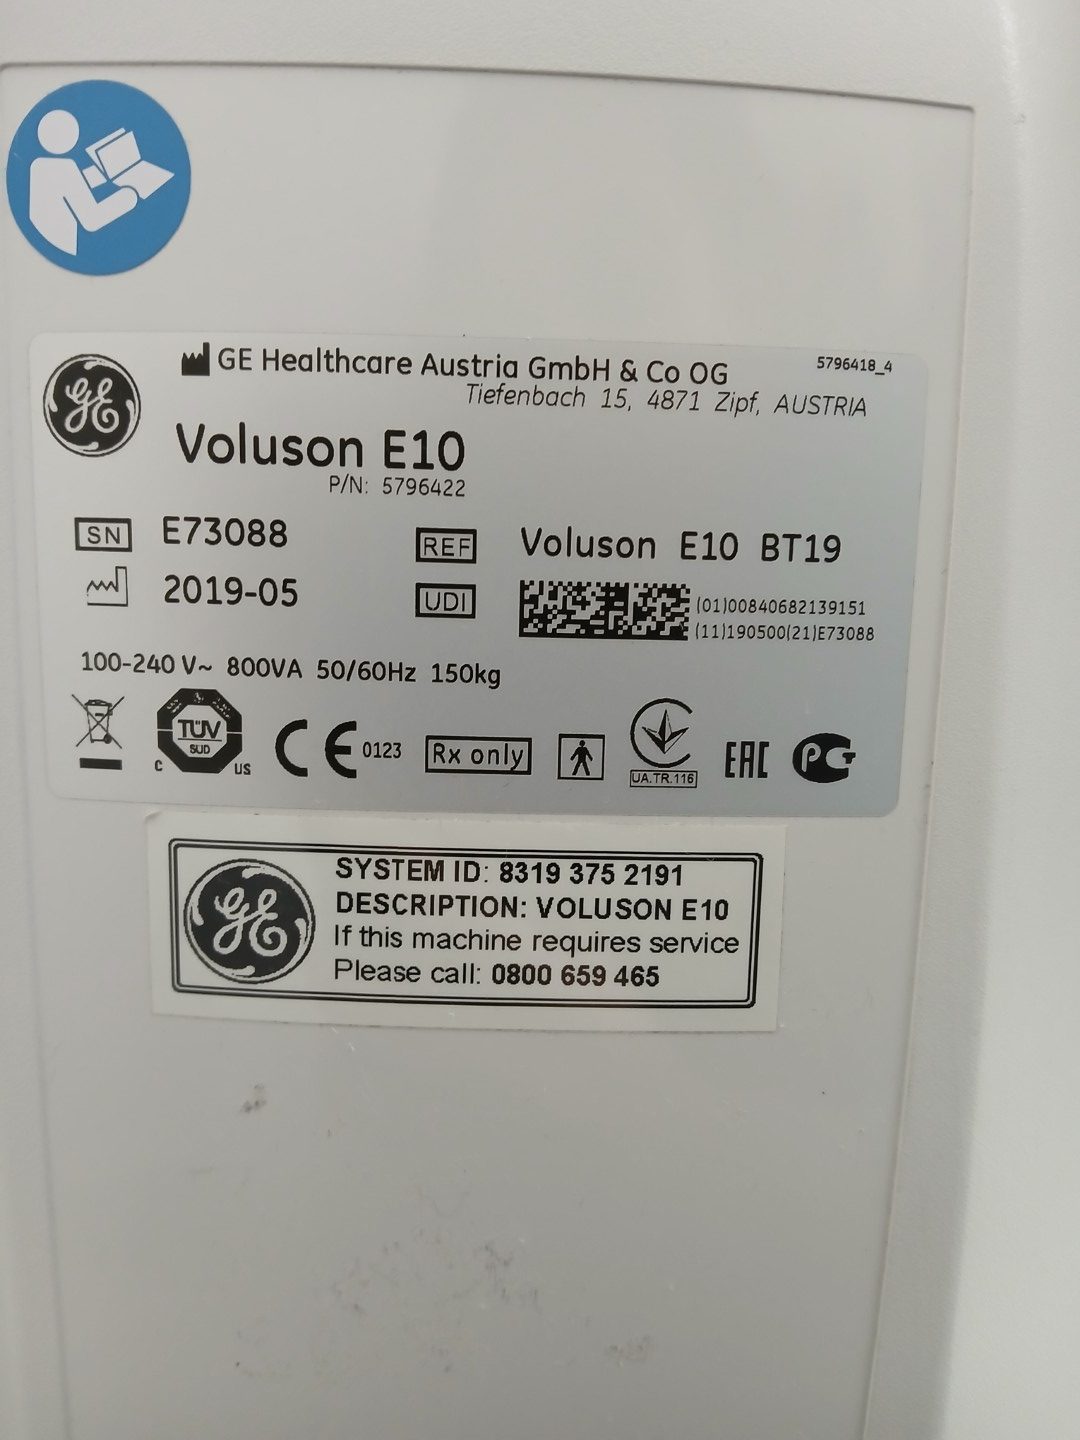 GE Healthcare Austria GmbH & Co OG
5796418_4
Tiefenbach 15, 4871 Zipf, AUSTRIA
GE
Voluson E10
P/N: 5796422
SN E73088
REF Voluson E10 BT19
2019-05
UDI (01)00840682139151
(11)190500(21)E73088
100-240 V~ 800VA 50/60Hz 150kg
TÜV
SÜD
C US
CE 0123
Rx only
UA.TR.116
EAC
PCT
GE
SYSTEM ID: 8319 375 2191
DESCRIPTION: VOLUSON E10
If this machine requires service
Please call: 0800 659 465